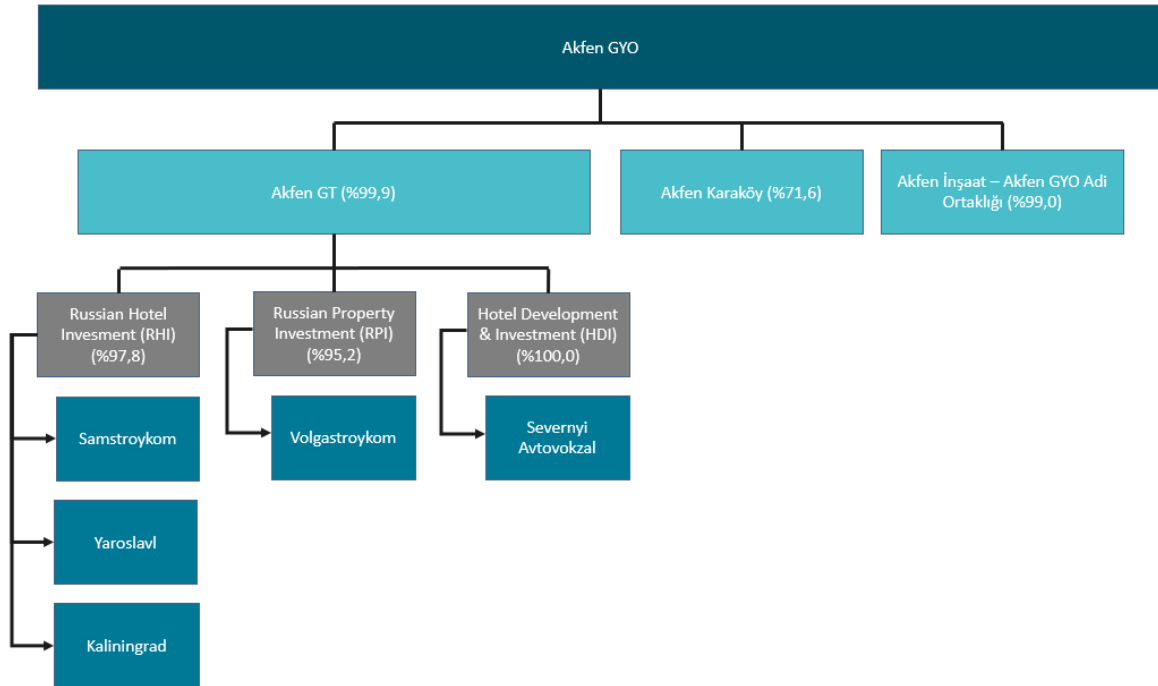 Akfen GYO
Akfen GT (%99,9)
Akfen Karaköy (%71,6)
Akfen İnşaat – Akfen GYO Adi
Ortaklığı (%99,0)
Russian Hotel
Invesment (RHI)
(%97,8)
Russian Property
Investment (RPI)
(%95,2)
Hotel Development
& Investment (HDI)
(%100,0)
Samstroykom
Volgastroykom
Severnyi
Avtovokzal
Yaroslavl
Kaliningrad